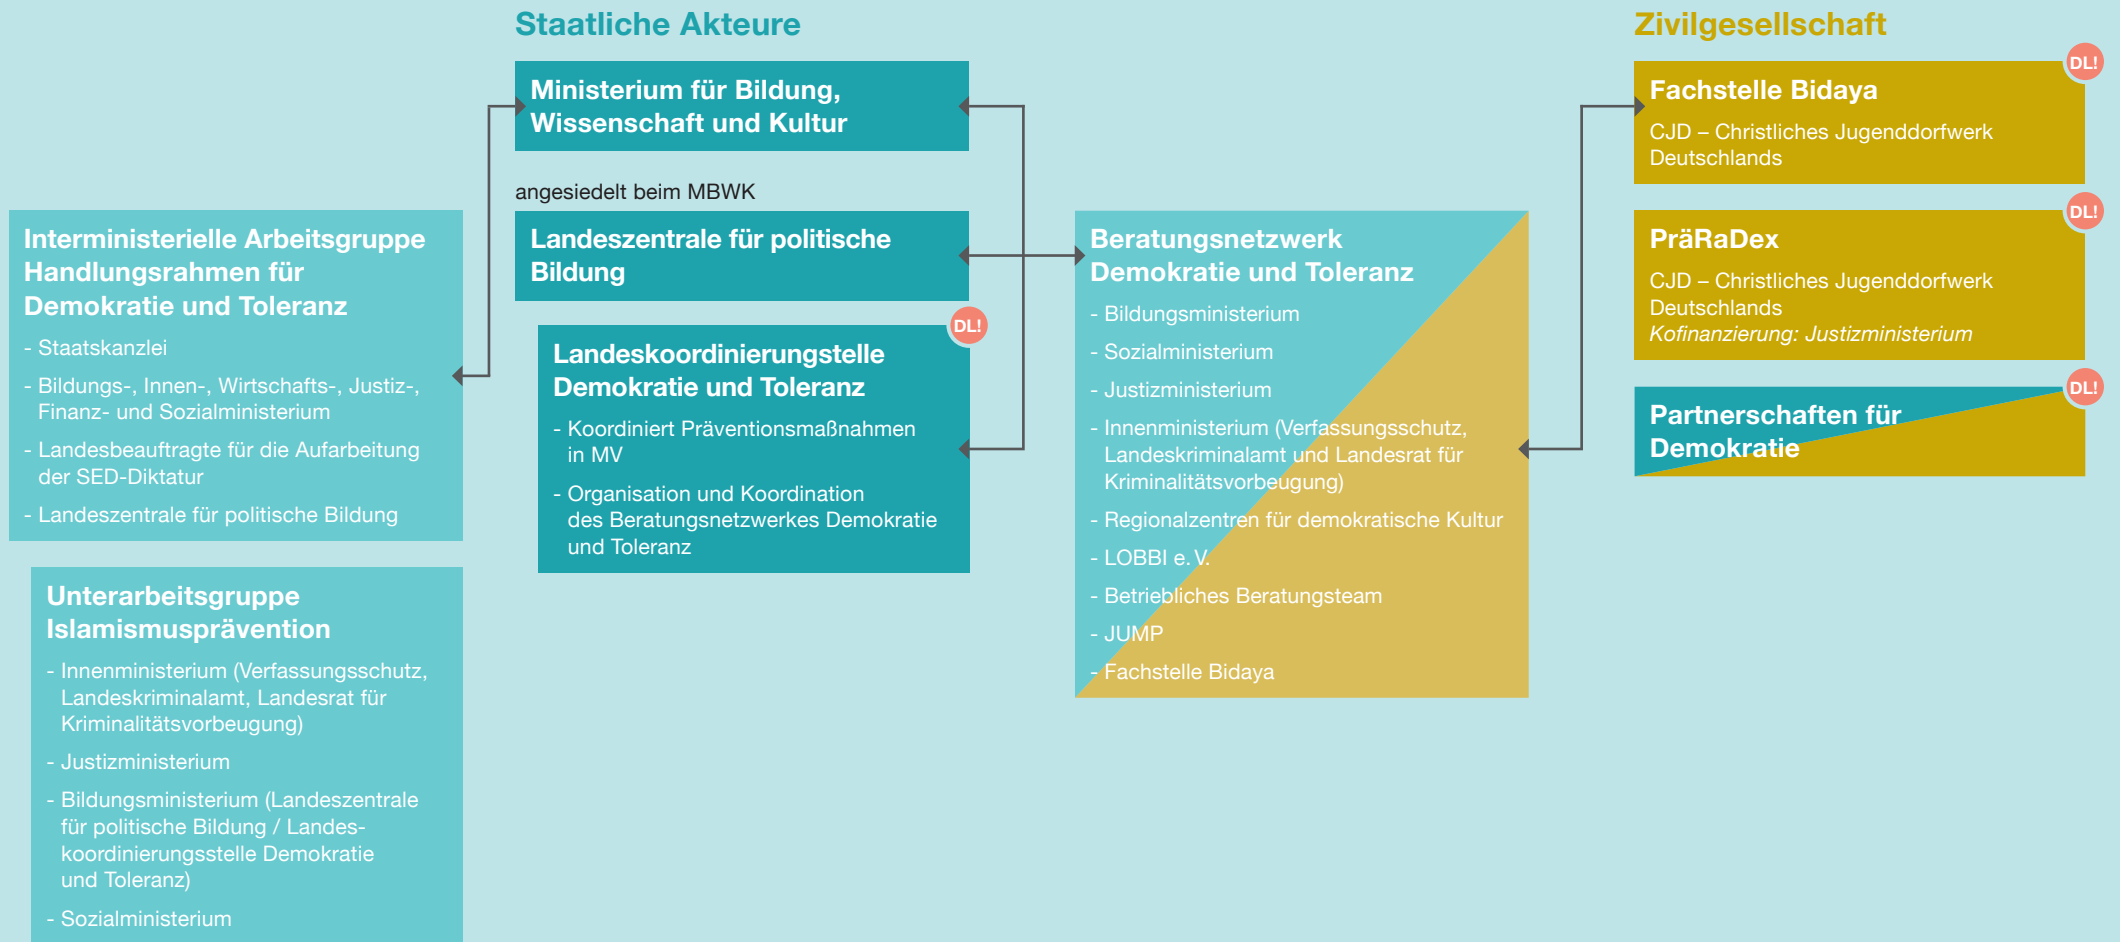 Staatliche Akteure
Zivilgesellschaft
Ministerium für Bildung,
Wissenschaft und Kultur
angesiedelt beim MBWK
Landeszentrale für politische
Bildung
DL!
Landeskoordinierungstelle
Demokratie und Toleranz
- Koordiniert Präventionsmaßnahmen
in MV
- Organisation und Koordination
des Beratungsnetzwerkes Demokratie
und Toleranz
Interministerielle Arbeitsgruppe
Handlungsrahmen für
Demokratie und Toleranz
- Staatskanzlei
- Bildungs-, Innen-, Wirtschafts-, Justiz-,
Finanz- und Sozialministerium
- Landesbeauftragte für die Aufarbeitung
der SED-Diktatur
- Landeszentrale für politische Bildung
Unterarbeitsgruppe
Islamismusprävention
- Innenministerium (Verfassungsschutz,
Landeskriminalamt, Landesrat für
Kriminalitätsvorbeugung)
- Justizministerium
- Bildungsministerium (Landeszentrale
für politische Bildung / Landes-
koordinierungsstelle Demokratie
und Toleranz)
- Sozialministerium
Beratungsnetzwerk
Demokratie und Toleranz
- Bildungsministerium
- Sozialministerium
- Justizministerium
- Innenministerium (Verfassungsschutz,
Landeskriminalamt und Landesrat für
Kriminalitätsvorbeugung)
- Regionalzentren für demokratische Kultur
- LOBBI e. V.
- Betriebliches Beratungsteam
- JUMP
- Fachstelle Bidaya
DL!
Fachstelle Bidaya
CJD – Christliches Jugenddorfwerk
Deutschlands
DL!
PräRaDex
CJD – Christliches Jugenddorfwerk
Deutschlands
Kofinanzierung: Justizministerium
DL!
Partnerschaften für
Demokratie